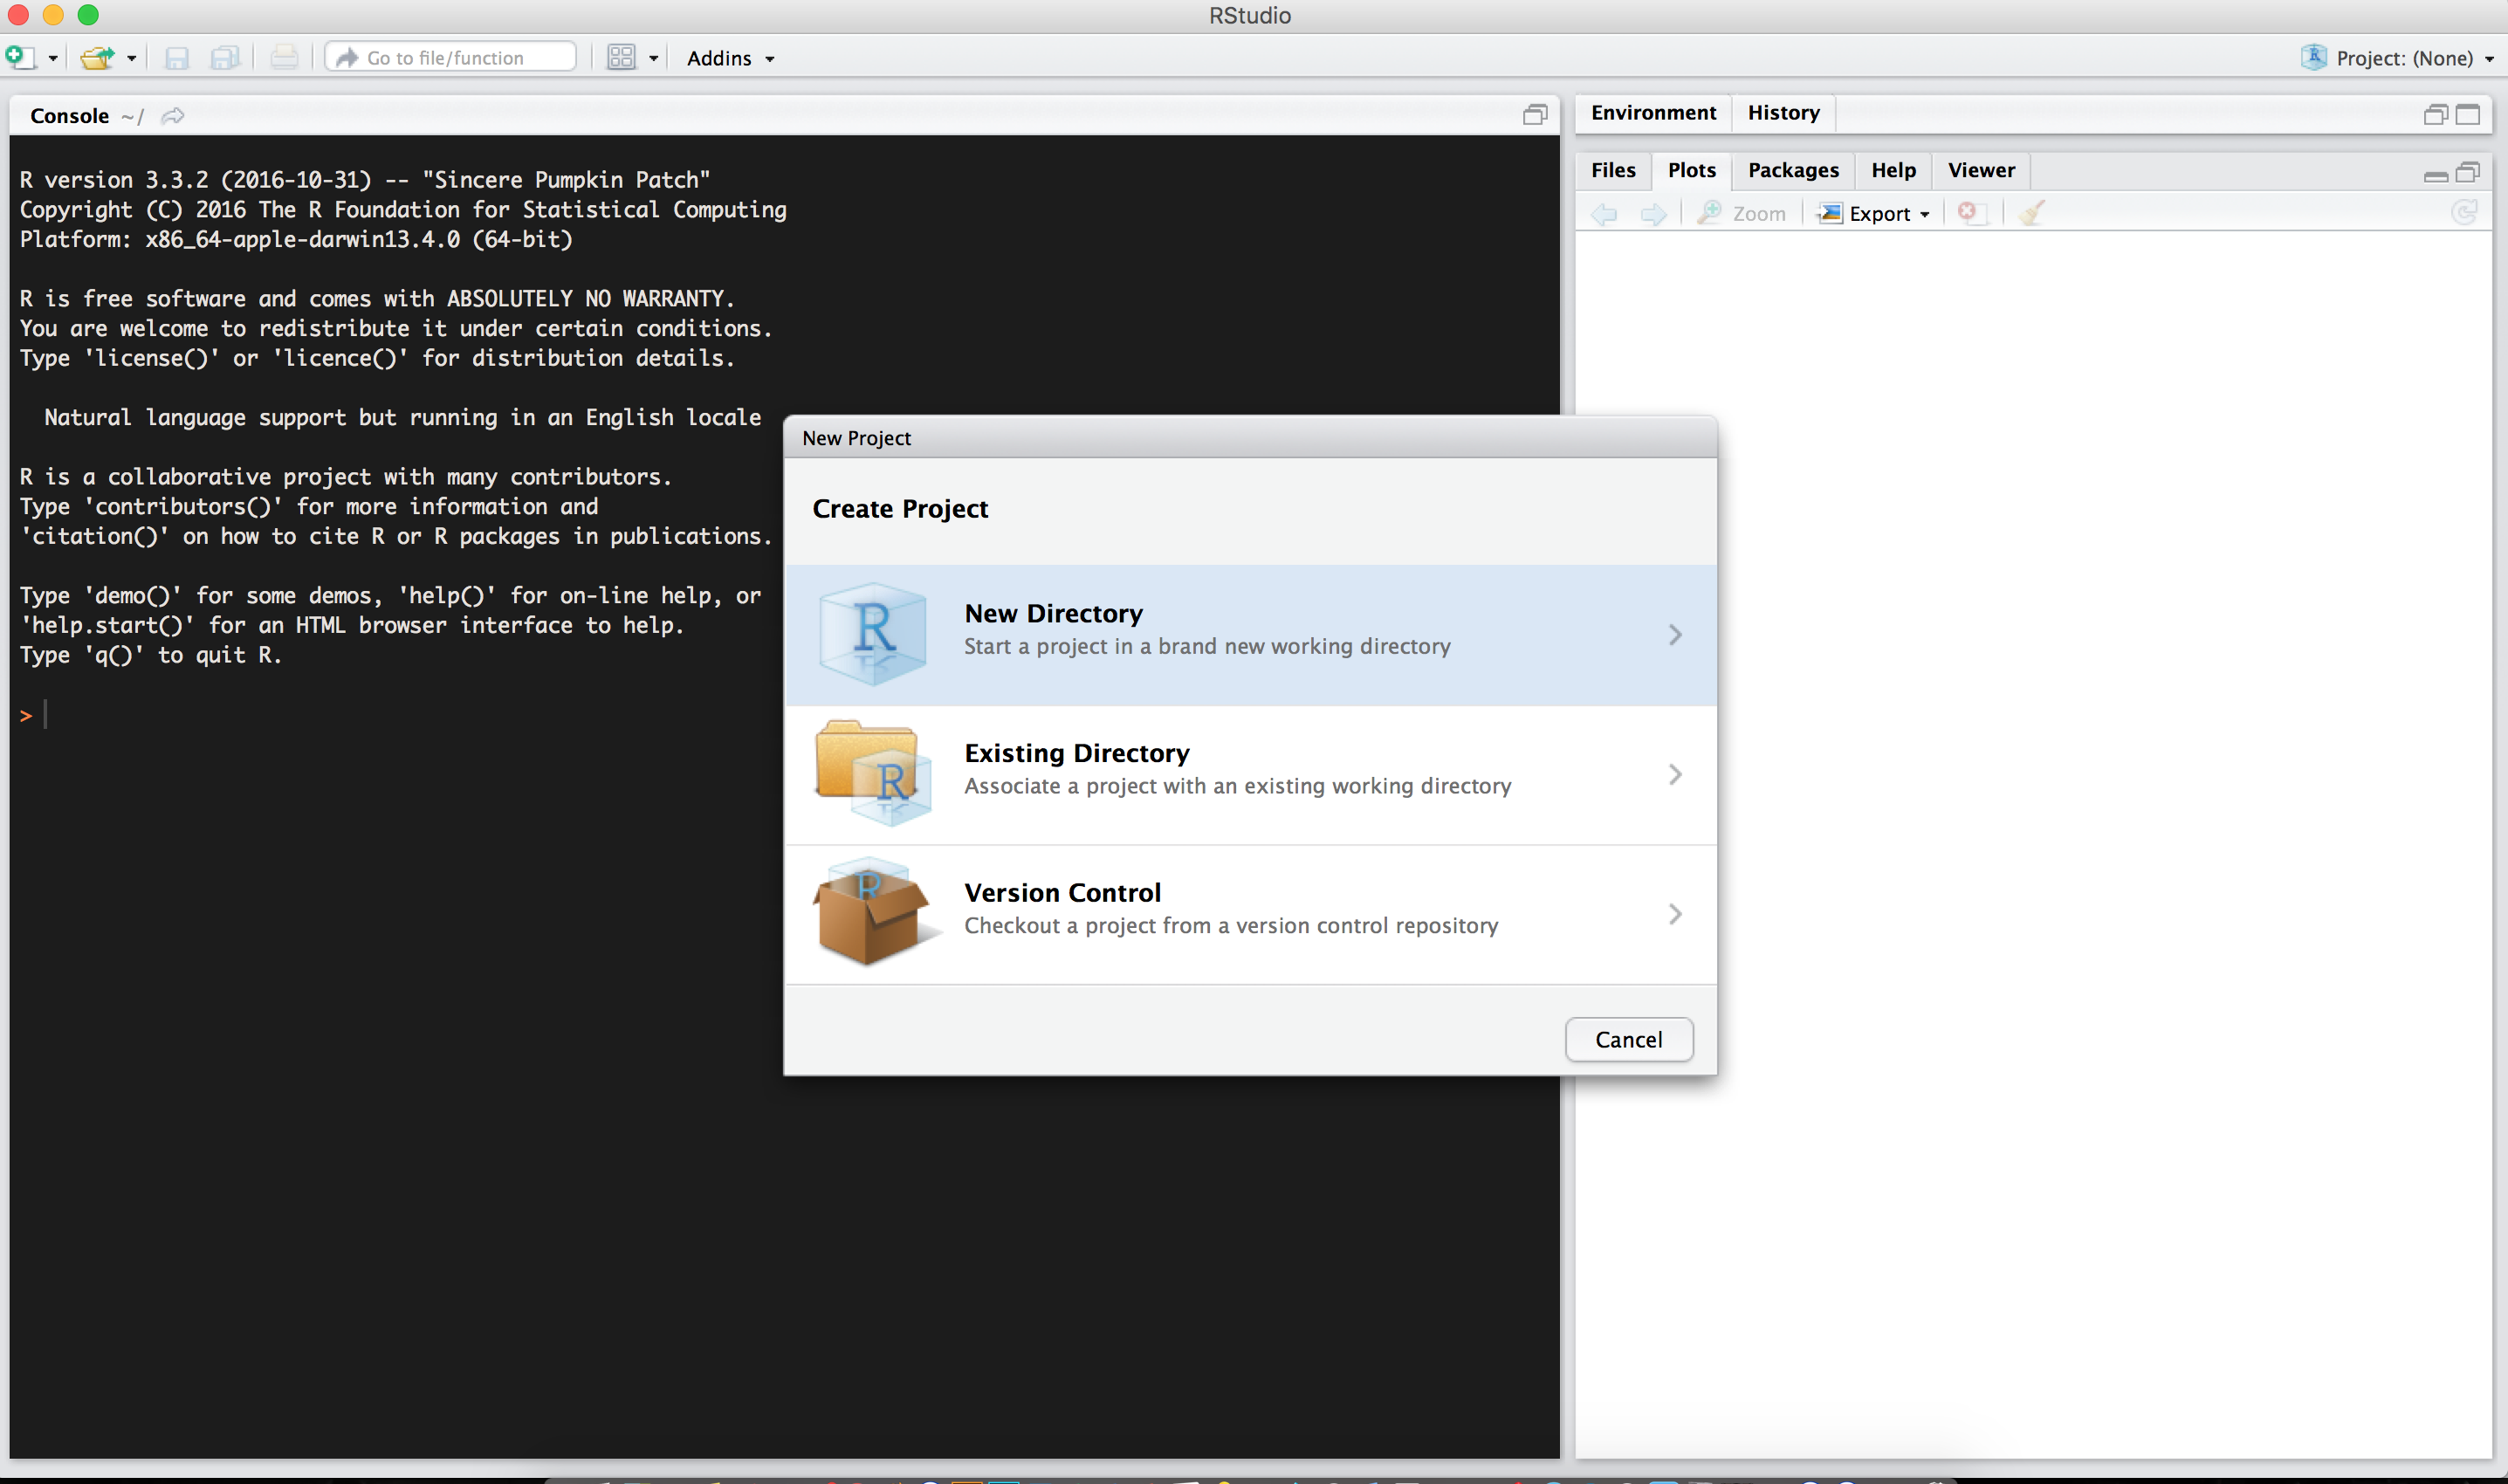 RStudio
Go to file/function
Addins
Project: (None)
Console ~/
R version 3.3.2 (2016-10-31) -- "Sincere Pumpkin Patch"
Copyright (C) 2016 The R Foundation for Statistical Computing
Platform: x86_64-apple-darwin13.4.0 (64-bit)
R is free software and comes with ABSOLUTELY NO WARRANTY.
You are welcome to redistribute it under certain conditions.
Type 'license()' or 'licence()' for distribution details.
Natural language support but running in an English locale
R is a collaborative project with many contributors.
Type 'contributors()' for more information and
'citation()' on how to cite R or R packages in publications.
Type 'demo()' for some demos, 'help()' for on-line help, or
'help.start()' for an HTML browser interface to help.
Type 'q()' to quit R.
>
Environment History
Files Plots Packages Help Viewer
Zoom Export
New Project
Create Project
R
New Directory
Start a project in a brand new working directory
R
Existing Directory
Associate a project with an existing working directory
R
Version Control
Checkout a project from a version control repository
Cancel